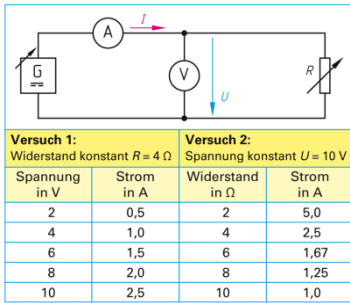 I
A
G
V
R
U
Versuch 1: Versuch 2:
Widerstand konstant R = 4 Ω Spannung konstant U = 10 V
Spannung in V Strom in A Widerstand in Ω Strom in A
2 0,5 2 5,0
4 1,0 4 2,5
6 1,5 6 1,67
8 2,0 8 1,25
10 2,5 10 1,0